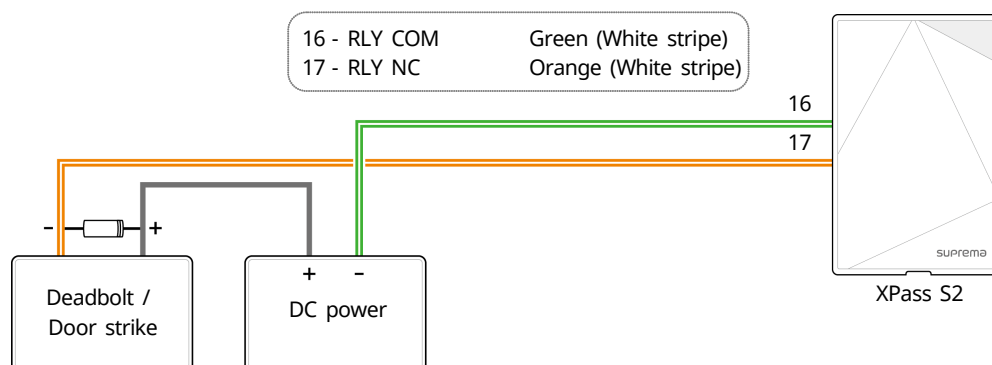 16 - RLY COM Green (White stripe)
17 - RLY NC Orange (White stripe)
16
17
- +
+ -
suprema
Deadbolt /
Door strike
DC power
XPass S2